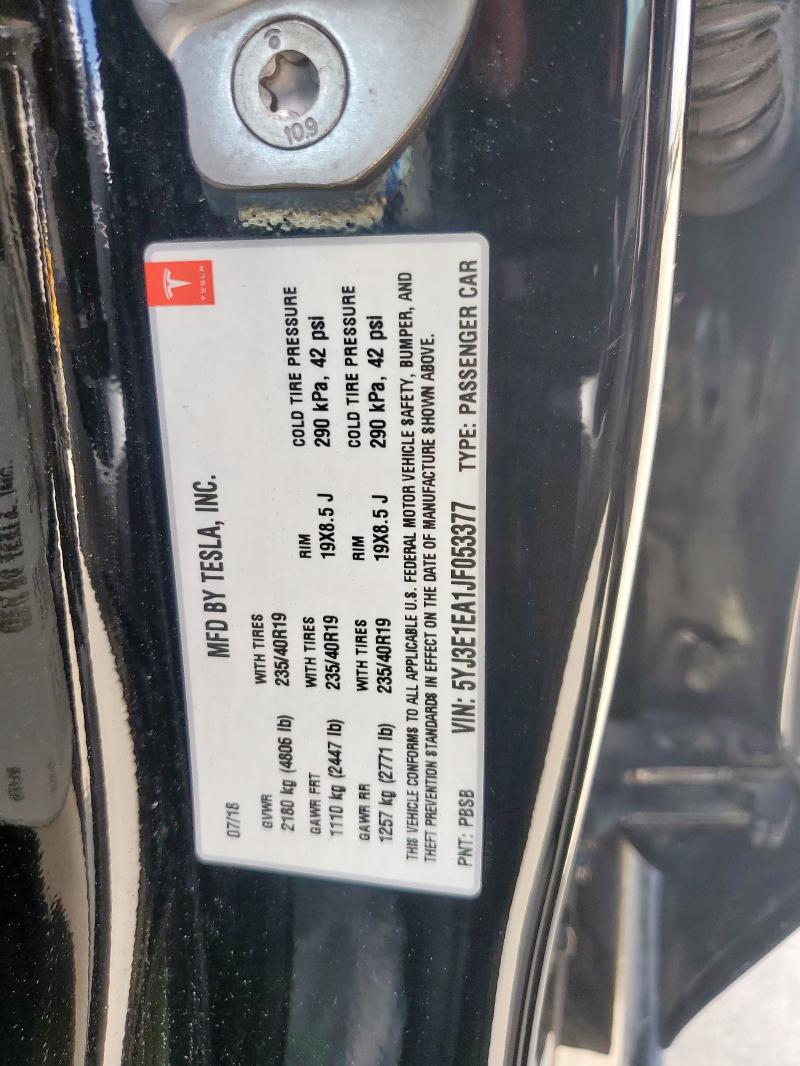 TESLA
MFD BY TESLA, INC.
07/18
GVWR WITH TIRES
2180 kg (4806 lb) 235/40R19
GAWR FRT WITH TIRES RIM COLD TIRE PRESSURE
1110 kg (2447 lb) 235/40R19 19X8.5 J 290 kPa, 42 psi
GAWR RR WITH TIRES RIM COLD TIRE PRESSURE
1257 kg (2771 lb) 235/40R19 19X8.5 J 290 kPa, 42 psi
THIS VEHICLE CONFORMS TO ALL APPLICABLE U.S. FEDERAL MOTOR VEHICLE SAFETY, BUMPER, AND
THEFT PREVENTION STANDARDS IN EFFECT ON THE DATE OF MANUFACTURE SHOWN ABOVE.
PNT: PBSB VIN: 5YJ3E1EA1JF053377 TYPE: PASSENGER CAR
10.9